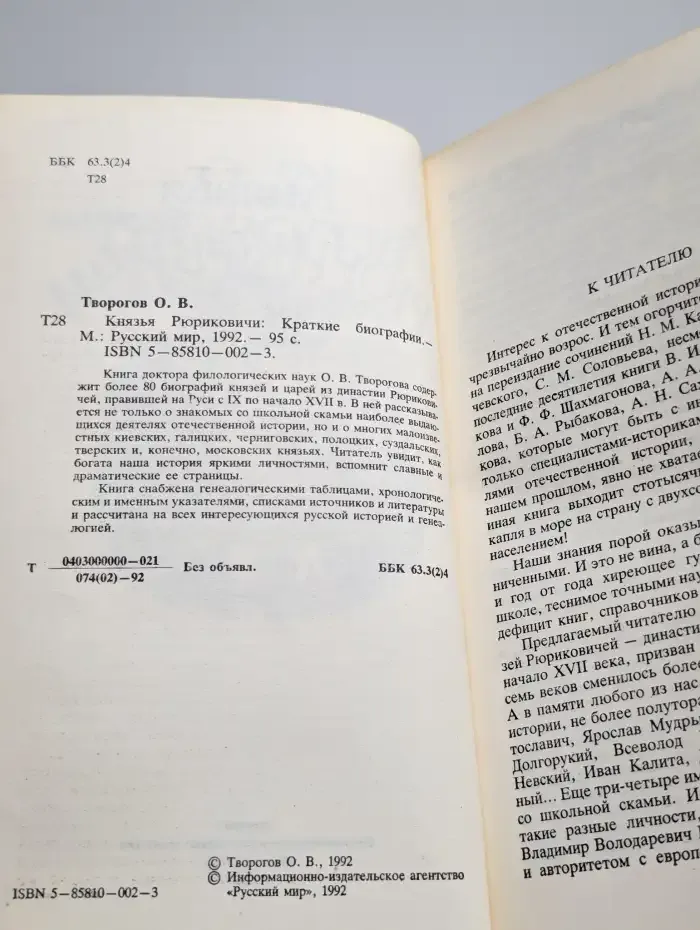 ББК 63.3(2)4
Т28
Творогов О. В.
Т28 Князья Рюриковичи: Краткие биографии.—
М.: Русский мир, 1992.— 95 с.
ISBN 5—85810—002—3.
Книга доктора филологических наук О. В. Творогова содер-
жит более 80 биографий князей и царей из династии Рюрикови-
чей, правившей на Руси с IX по начало XVII в. В ней рассказыва-
ется не только о знакомых со школьной скамьи наиболее выдаю-
щихся деятелях отечественной истории, но и о многих малоизве-
стных киевских, галицких, черниговских, полоцких, суздальских,
тверских и, конечно, московских князьях. Читатель увидит, как
богата наша история яркими личностями, вспомнит славные и
драматические ее страницы.
Книга снабжена генеалогическими таблицами, хронологиче-
ским и именным указателями, списками источников и литературы
и рассчитана на всех интересующихся русской историей и генеа-
логией.
Т 0403000000—021
074(02)—92
Без объявл. ББК 63.3(2)4
© Творогов О. В., 1992
© Информационно-издательское агентство
«Русский мир», 1992
ISBN 5—85810—002—3
К ЧИТАТЕЛЮ
Интерес к отечественной истори
чрезвычайно возрос. И тем огорчит
на переиздание сочинений Н. М. Ка
чевского, С. М. Соловьева, несм
последние десятилетия книги В. И
кова и Ф. Ф. Шахмагонова, А. А.
лова, Б. А. Рыбакова, А. Н. Сах
кова, которые могут быть с ин
только специалистами-историкам
лями отечественной истории,
нашем прошлом, явно не хватае
иная книга выходит стотысячн
капля в море на страну с двухс
населением!
Наши знания порой оказы
ниченными. И это не вина, а б
и год от года хиреющее гу
школе, теснимое точными нау
дефицит книг, справочников
Предлагаемый читателю
зей Рюриковичей — династи
начало XVII века, призван
семь веков сменилось более
А в памяти любого из нас
истории, не более полутора
тославич, Ярослав Мудры
Долгорукий, Всеволод
Невский, Иван Калита,
ный... Еще три-четыре им
со школьной скамьи. И
такие разные личности,
Владимир Володаревич
и авторитетом с европ